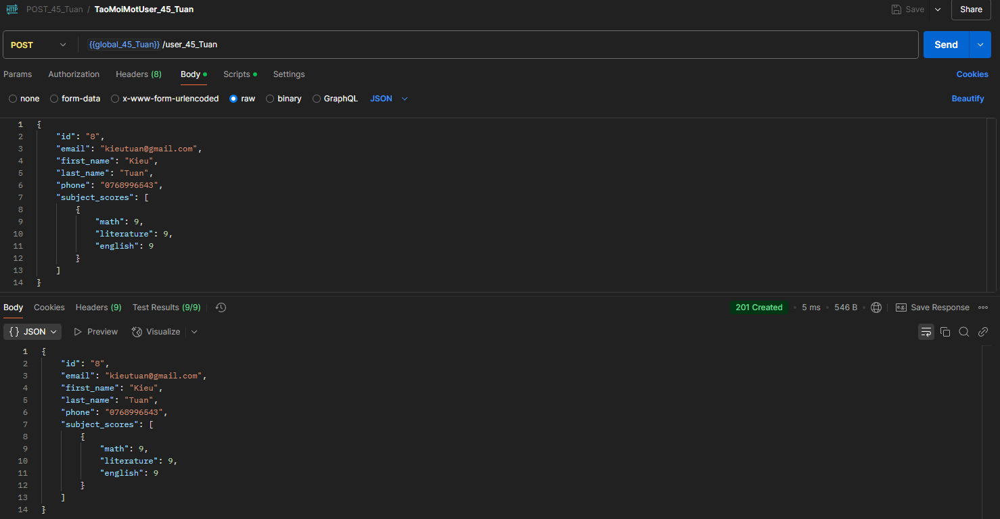 HTTP POST_45_Tuan / TaoMoiMotUser_45_Tuan Save Share
POST {{global_45_Tuan}} /user_45_Tuan Send
Params Authorization Headers (8) Body Scripts Settings Cookies
none form-data x-www-form-urlencoded raw binary GraphQL JSON Beautify
1 {
2 "id": "8",
3 "email": "kieutuan@gmail.com",
4 "first_name": "Kieu",
5 "last_name": "Tuan",
6 "phone": "0768996543",
7 "subject_scores": [
8 {
9 "math": 9,
10 "literature": 9,
11 "english": 9
12 }
13 ]
14 }
Body Cookies Headers (9) Test Results (9/9) 201 Created • 5 ms • 546 B • e.g. Save Response
{} JSON Preview Visualize
1 {
2 "id": "8",
3 "email": "kieutuan@gmail.com",
4 "first_name": "Kieu",
5 "last_name": "Tuan",
6 "phone": "0768996543",
7 "subject_scores": [
8 {
9 "math": 9,
10 "literature": 9,
11 "english": 9
12 }
13 ]
14 }